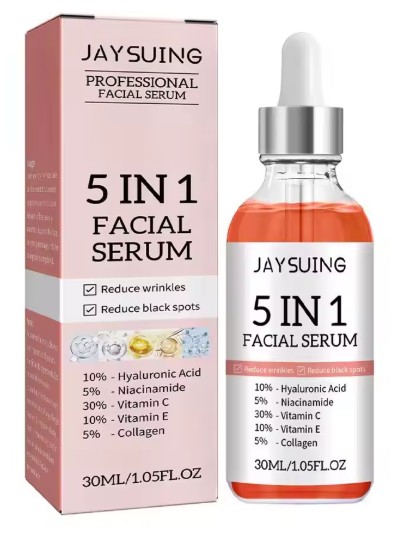 JAYSUING
PROFESSIONAL
FACIAL SERUM
5 IN 1
FACIAL
SERUM
Reduce wrinkles
Reduce black spots
10% - Hyaluronic Acid
5% - Niacinamide
30% - Vitamin C
10% - Vitamin E
5% - Collagen
30ML/1.05FL.OZ
JAYSUING
5 IN 1
FACIAL SERUM
Reduce wrinkles Reduce black spots
10% - Hyaluronic Acid
5% - Niacinamide
30% - Vitamin C
10% - Vitamin E
5% - Collagen
30ML/1.05FL.OZ